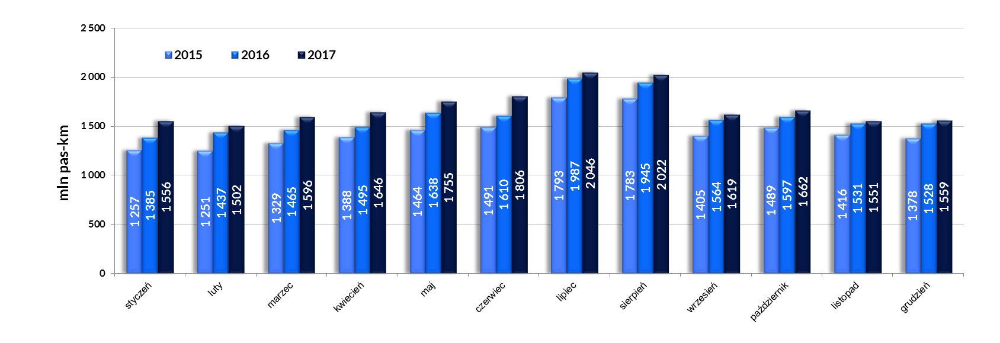 2 500
2 000
1 500
1 000
500
0
mln pas-km
2015 2016 2017
1 257 1 385 1 556
1 251 1 437 1 502
1 329 1 465 1 596
1 388 1 495 1 646
1 464 1 638 1 755
1 491 1 610 1 806
1 793 1 987 2 046
1 783 1 945 2 022
1 405 1 564 1 619
1 489 1 597 1 662
1 416 1 531 1 551
1 378 1 528 1 559
styczeń
luty
marzec
kwiecień
maj
czerwiec
lipiec
sierpień
wrzesień
październik
listopad
grudzień